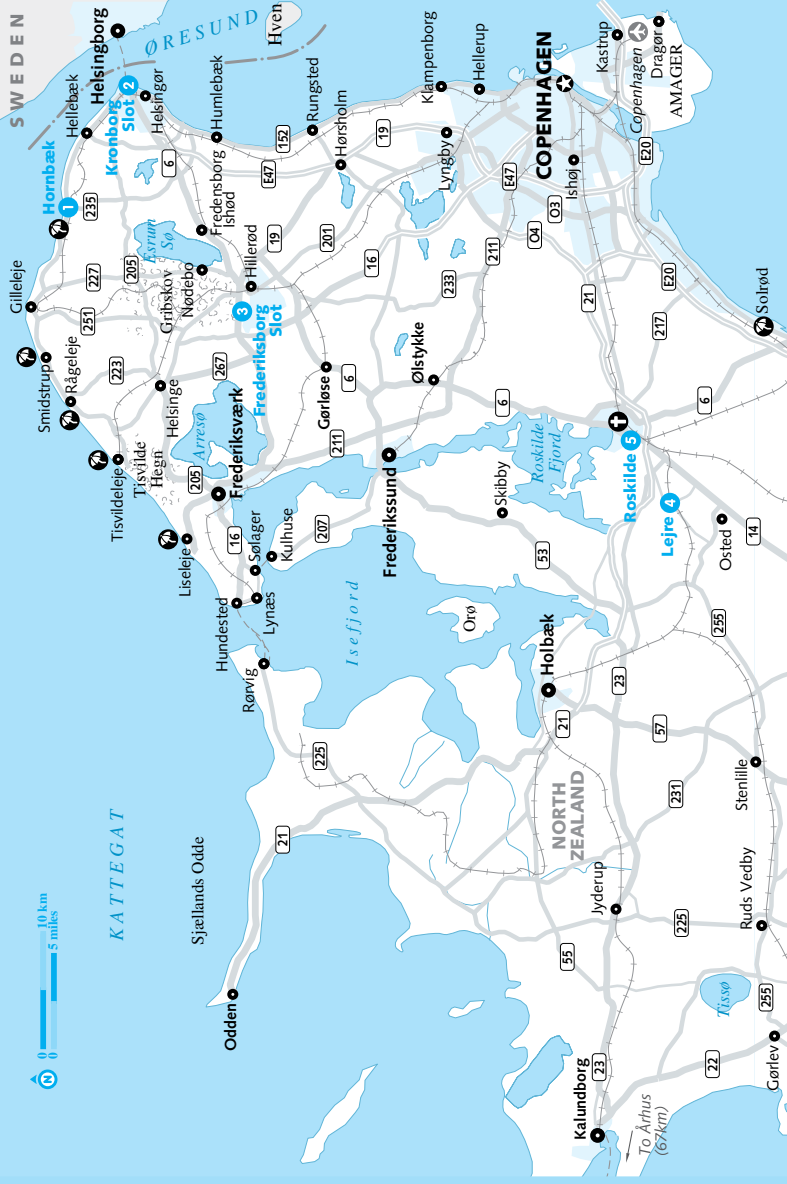 SWEDEN
Helsingborg
ØRESUND
Hven
Hellebæk
Kronborg
Slot 2
Helsingør
Humlebæk
Rungsted
Hørsholm
Klampenborg
Hellerup
COPENHAGEN
Kastrup
Copenhagen
Dragør
AMAGER
Hornbæk
1
235
6
152
E47
19
Lyngby
E47
Ishøj
E20
Gilleleje
227
205
Esrum
Sø
Fredensborg
Ishød
19
201
16
O3
O4
211
251
Gribskov
Nødebo
Hillerød
3
Frederiksborg
Slot
233
21
E20
217
Solrød
Smidstrup
Rågeleje
223
267
Helsinge
Gørløse
6
Ølstykke
6
6
Tisvildeleje
Tisvilde
Hegn
205
Arresø
Frederiksværk
211
Frederikssund
Roskilde
Fjord
Roskilde 5
Liseleje
16
Sølager
Kulhuse
207
Skibby
53
Lejre 4
Osted
14
Hundested
Lynæs
Isefjord
Orø
255
Rørvig
Holbæk
23
225
21
57
KATTEGAT
Sjællands Odde
21
NORTH
ZEALAND
231
Stenlille
Jyderup
225
Ruds Vedby
55
Odden
Tissø
255
N
0 10 km
0 5 miles
Kalundborg
23
22
Gørlev
To Århus
(67km)